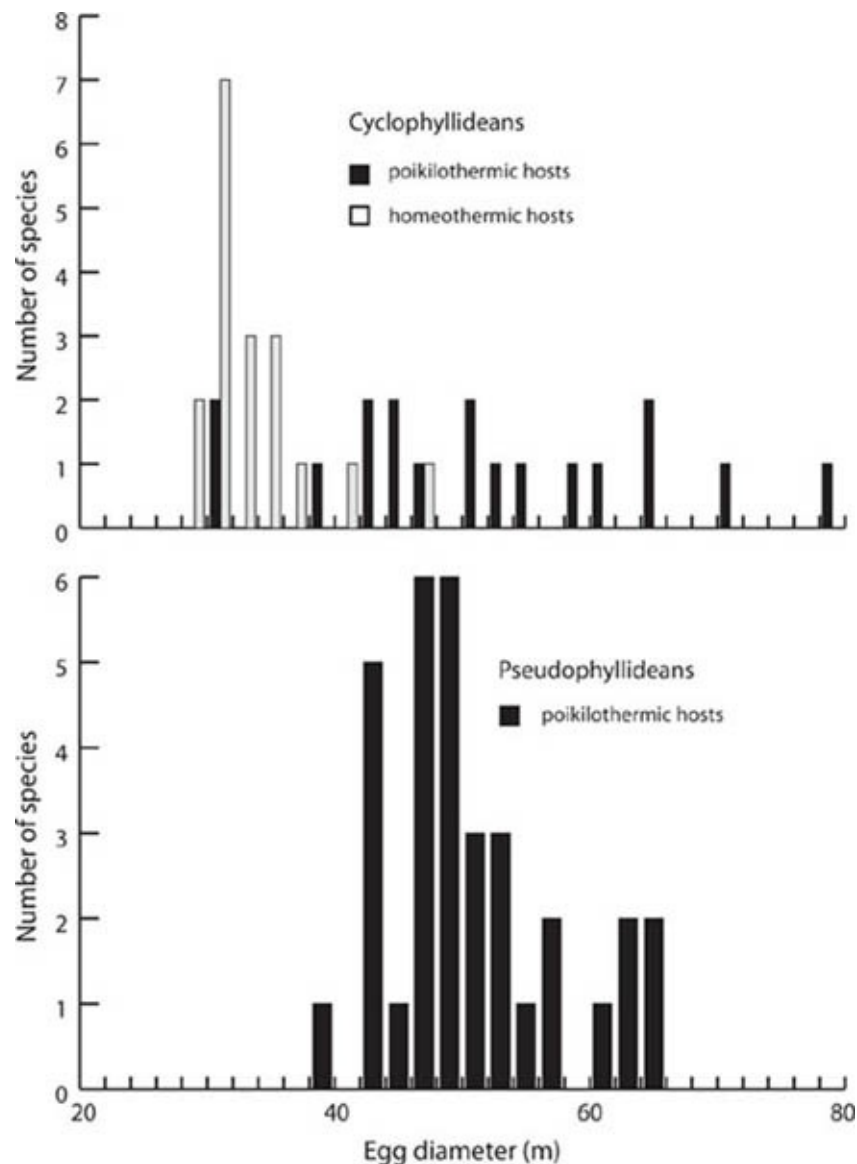 8
7
6
5
4
3
2
1
0
Number of species
Cyclophyllideans
poikilothermic hosts
homeothermic hosts
6
5
4
3
2
1
0
Number of species
Pseudophyllideans
poikilothermic hosts
20 40 60 80
Egg diameter (m)